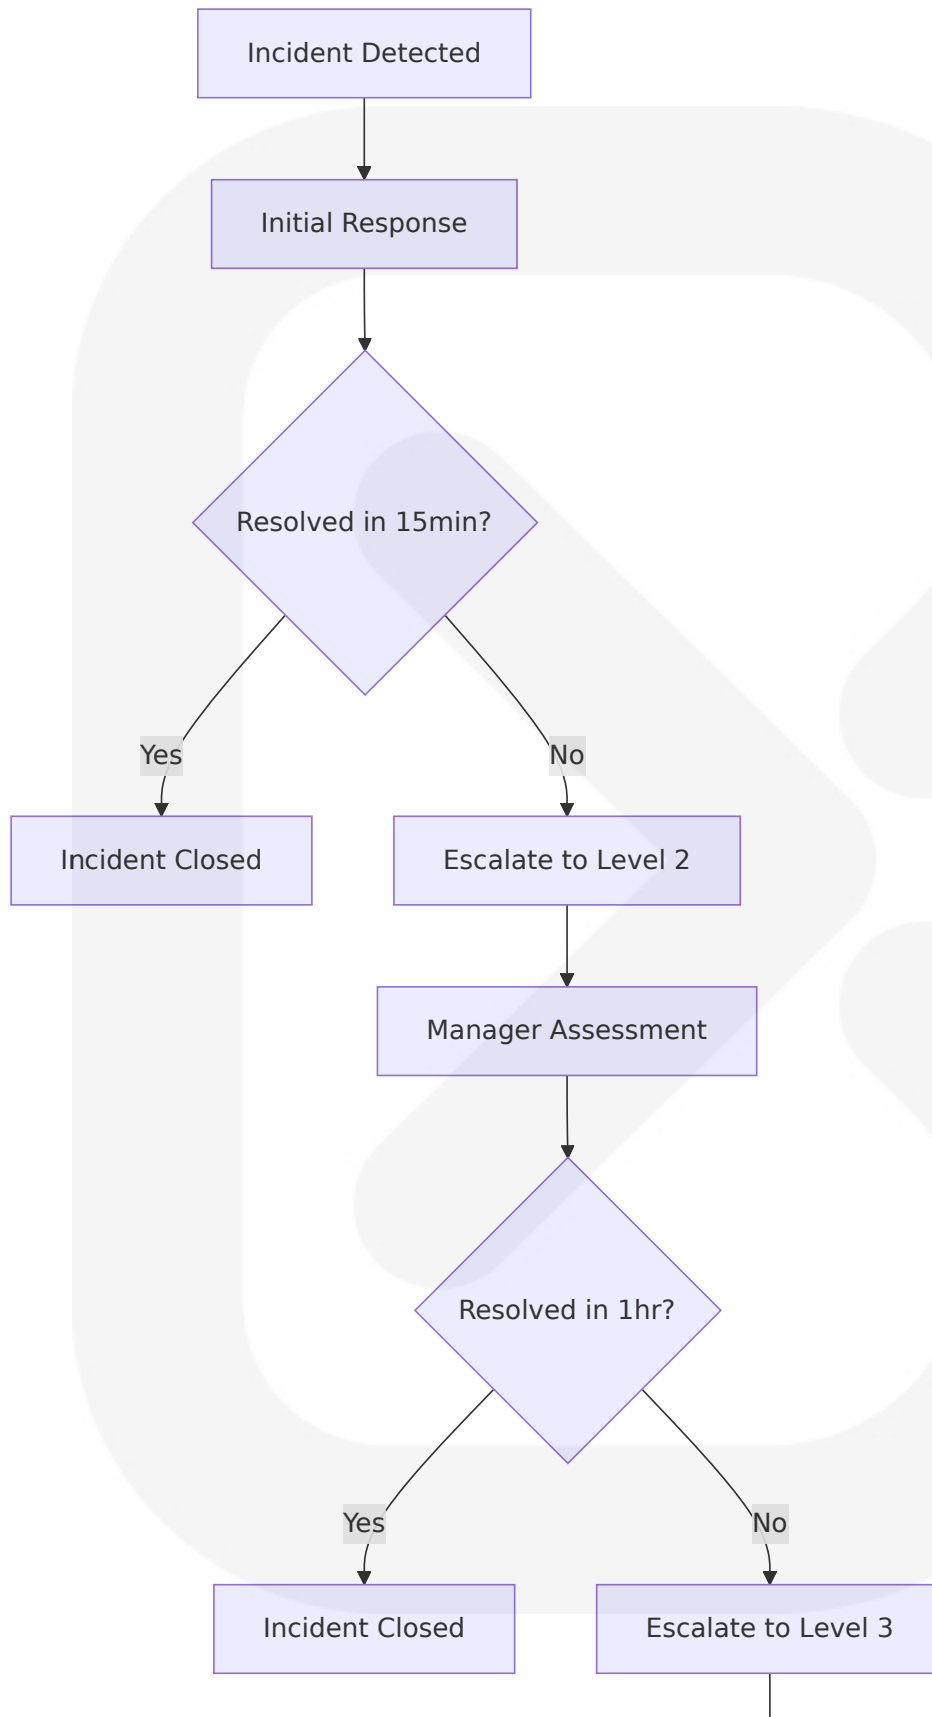 Incident Detected
Initial Response
Resolved in 15min?
Yes
No
Incident Closed
Escalate to Level 2
Manager Assessment
Resolved in 1hr?
Yes
No
Incident Closed
Escalate to Level 3